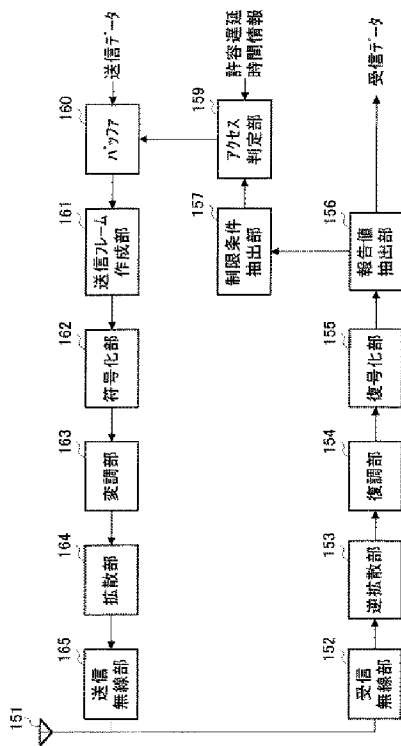 151
165
送信
無線部
164
拡散部
163
変調部
162
符号化部
161
送信フレーム
作成部
160
バッファ
送信データ
157
制限条件
抽出部
159
アクセス
判定部
許容遅延
時間情報
152
受信
無線部
153
逆拡散部
154
復調部
155
復号化部
156
報告値
抽出部
受信データ